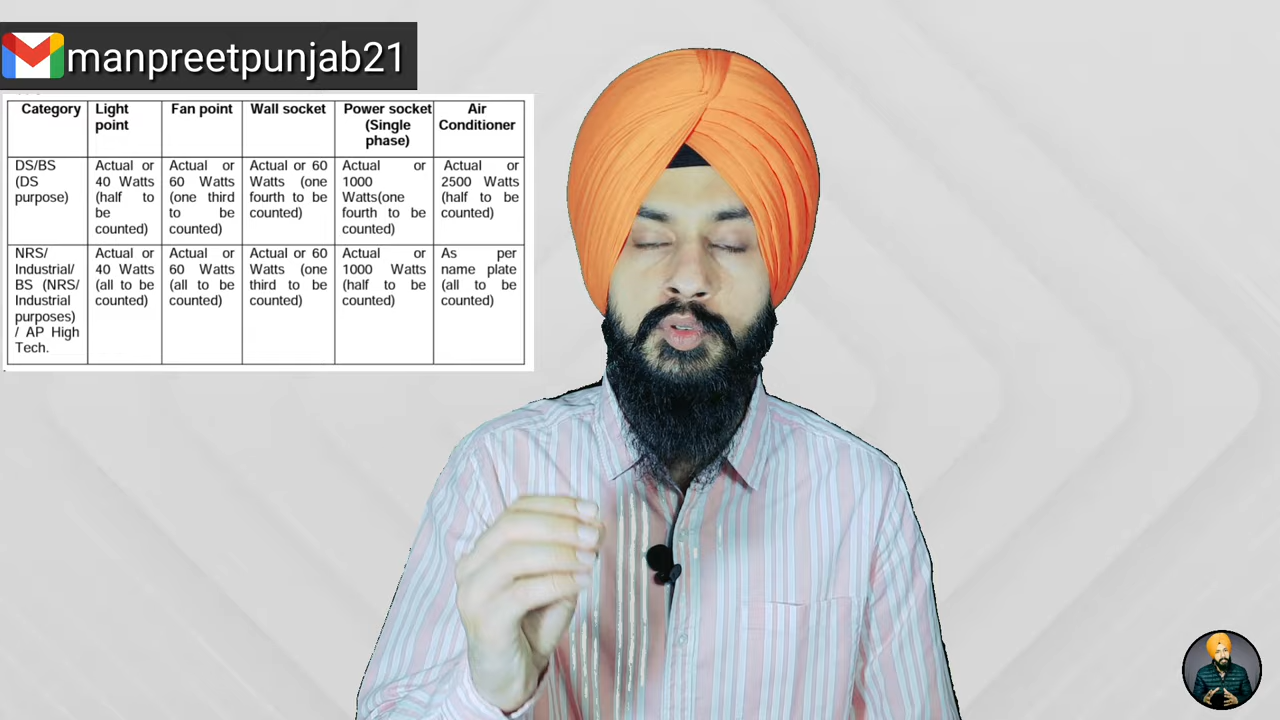 manpreetpunjab21
Category Light point Fan point Wall socket Power socket (Single phase) Air Conditioner
DS/BS (DS purpose) Actual or 40 Watts (half to be counted) Actual or 60 Watts (one third to be counted) Actual or 60 Watts (one fourth to be counted) Actual or 1000 Watts(one fourth to be counted) Actual or 2500 Watts (half to be counted)
NRS/ Industrial/ BS (NRS/ Industrial purposes) / AP High Tech. Actual or 40 Watts (all to be counted) Actual or 60 Watts (all to be counted) Actual or 60 Watts (one third to be counted) Actual or 1000 Watts (half to be counted) As per name plate (all to be counted)